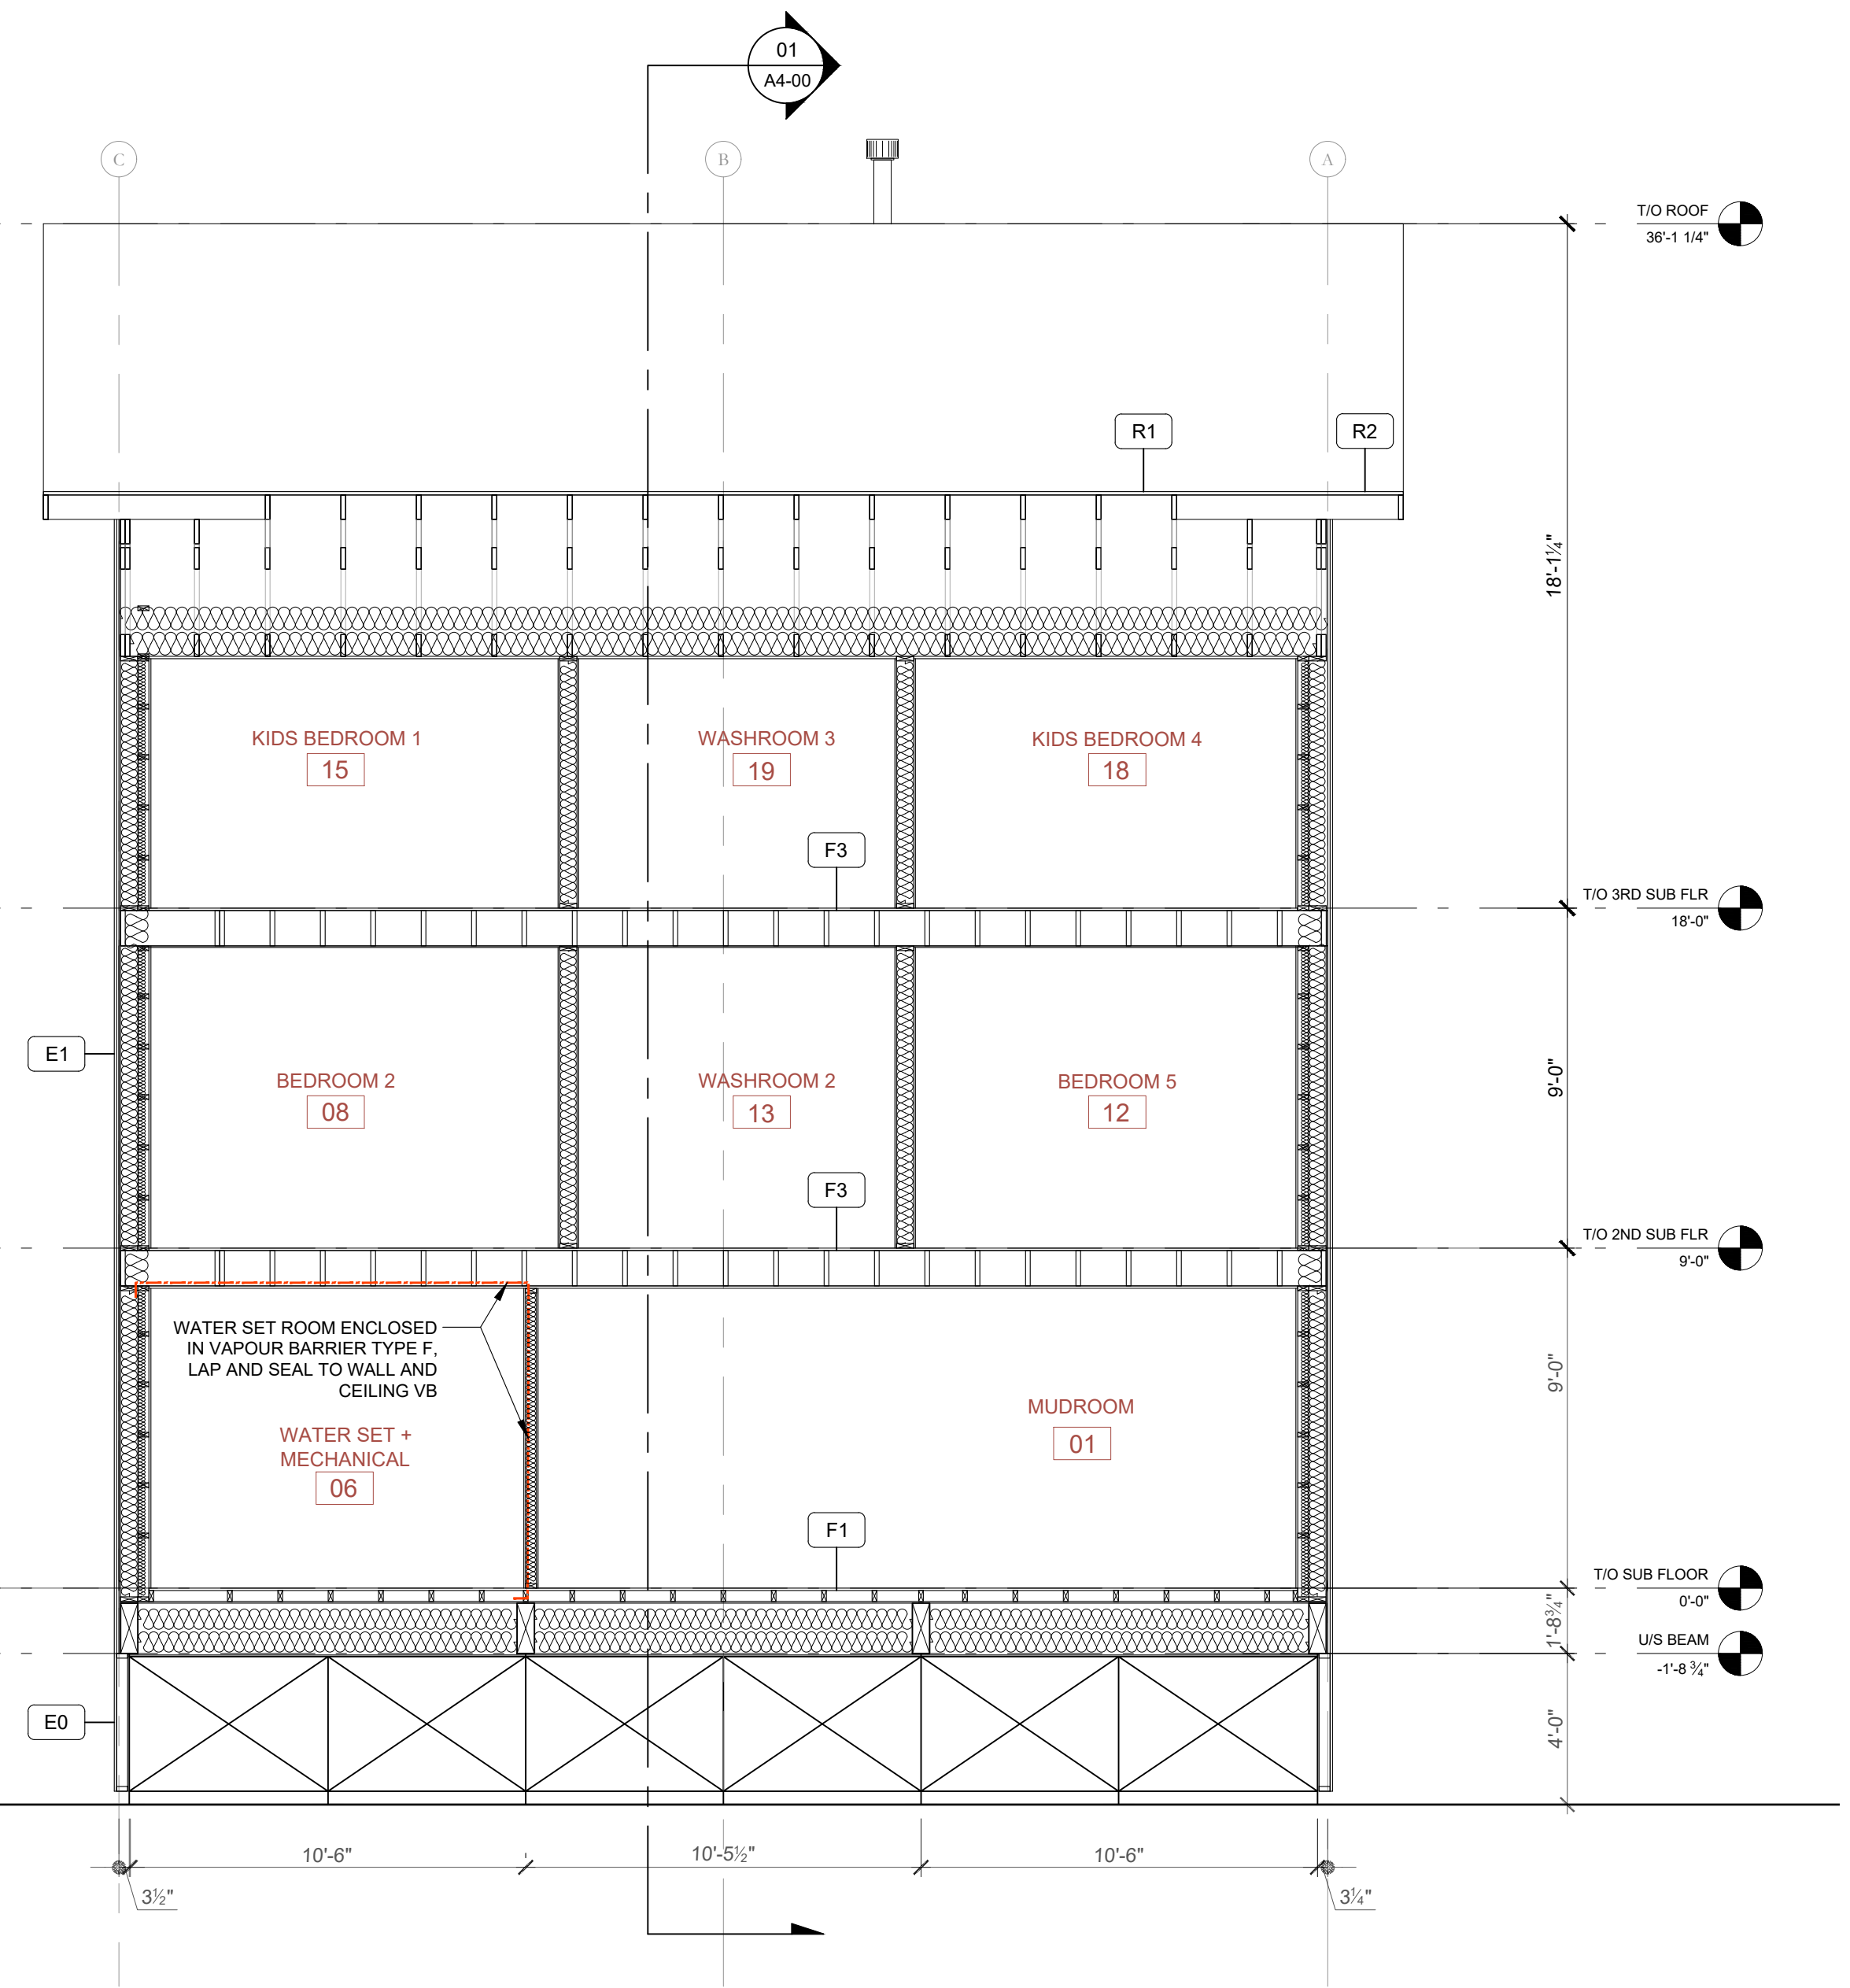 01
A4-00
C
B
A
T/O ROOF
36'-1 1/4"
R1
R2
18'-1¼"
KIDS BEDROOM 1
15
WASHROOM 3
19
KIDS BEDROOM 4
18
F3
T/O 3RD SUB FLR
18'-0"
E1
9'-0"
BEDROOM 2
08
WASHROOM 2
13
BEDROOM 5
12
F3
T/O 2ND SUB FLR
9'-0"
WATER SET ROOM ENCLOSED
IN VAPOUR BARRIER TYPE F,
LAP AND SEAL TO WALL AND
CEILING VB
9'-0"
WATER SET +
MECHANICAL
06
MUDROOM
01
F1
T/O SUB FLOOR
0'-0"
1'-8¾"
U/S BEAM
-1'-8 ¾"
E0
4'-0"
10'-6"
10'-5½"
10'-6"
3½"
3¼"